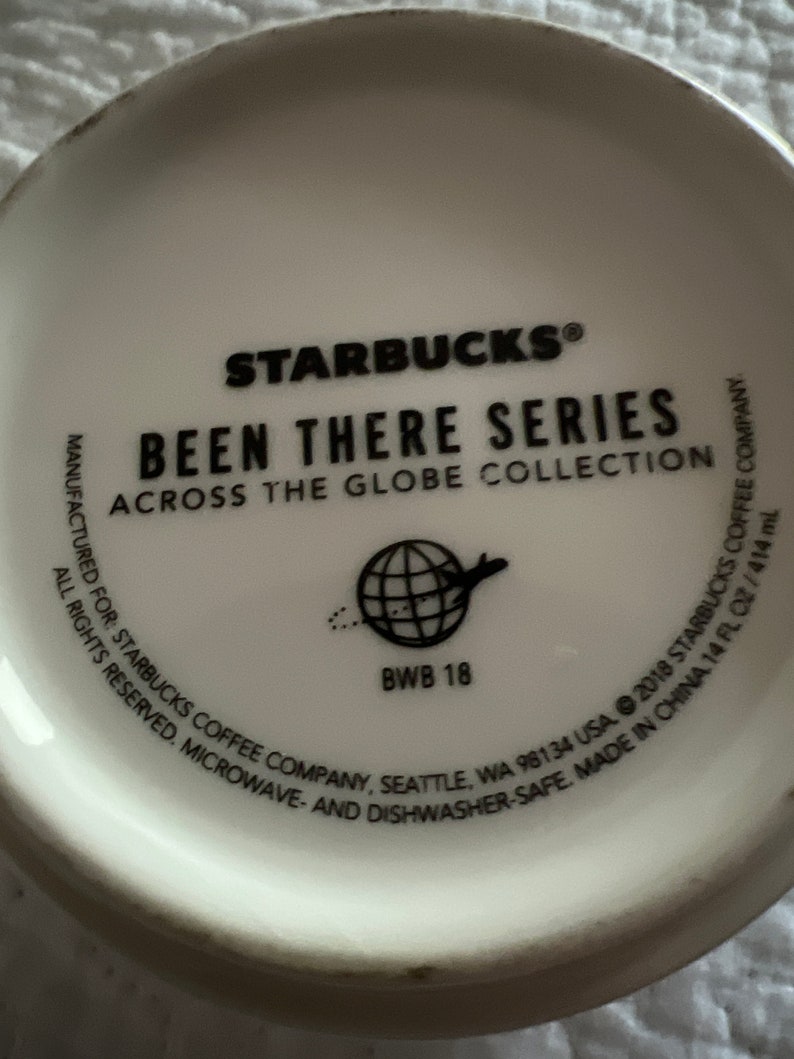 STARBUCKS®
BEEN THERE SERIES
ACROSS THE GLOBE COLLECTION
BWB 18
MANUFACTURED FOR: STARBUCKS COFFEE COMPANY, SEATTLE, WA 98134 USA. © 2018 STARBUCKS COFFEE COMPANY.
ALL RIGHTS RESERVED. MICROWAVE- AND DISHWASHER-SAFE. MADE IN CHINA. 14 FL OZ / 414 mL